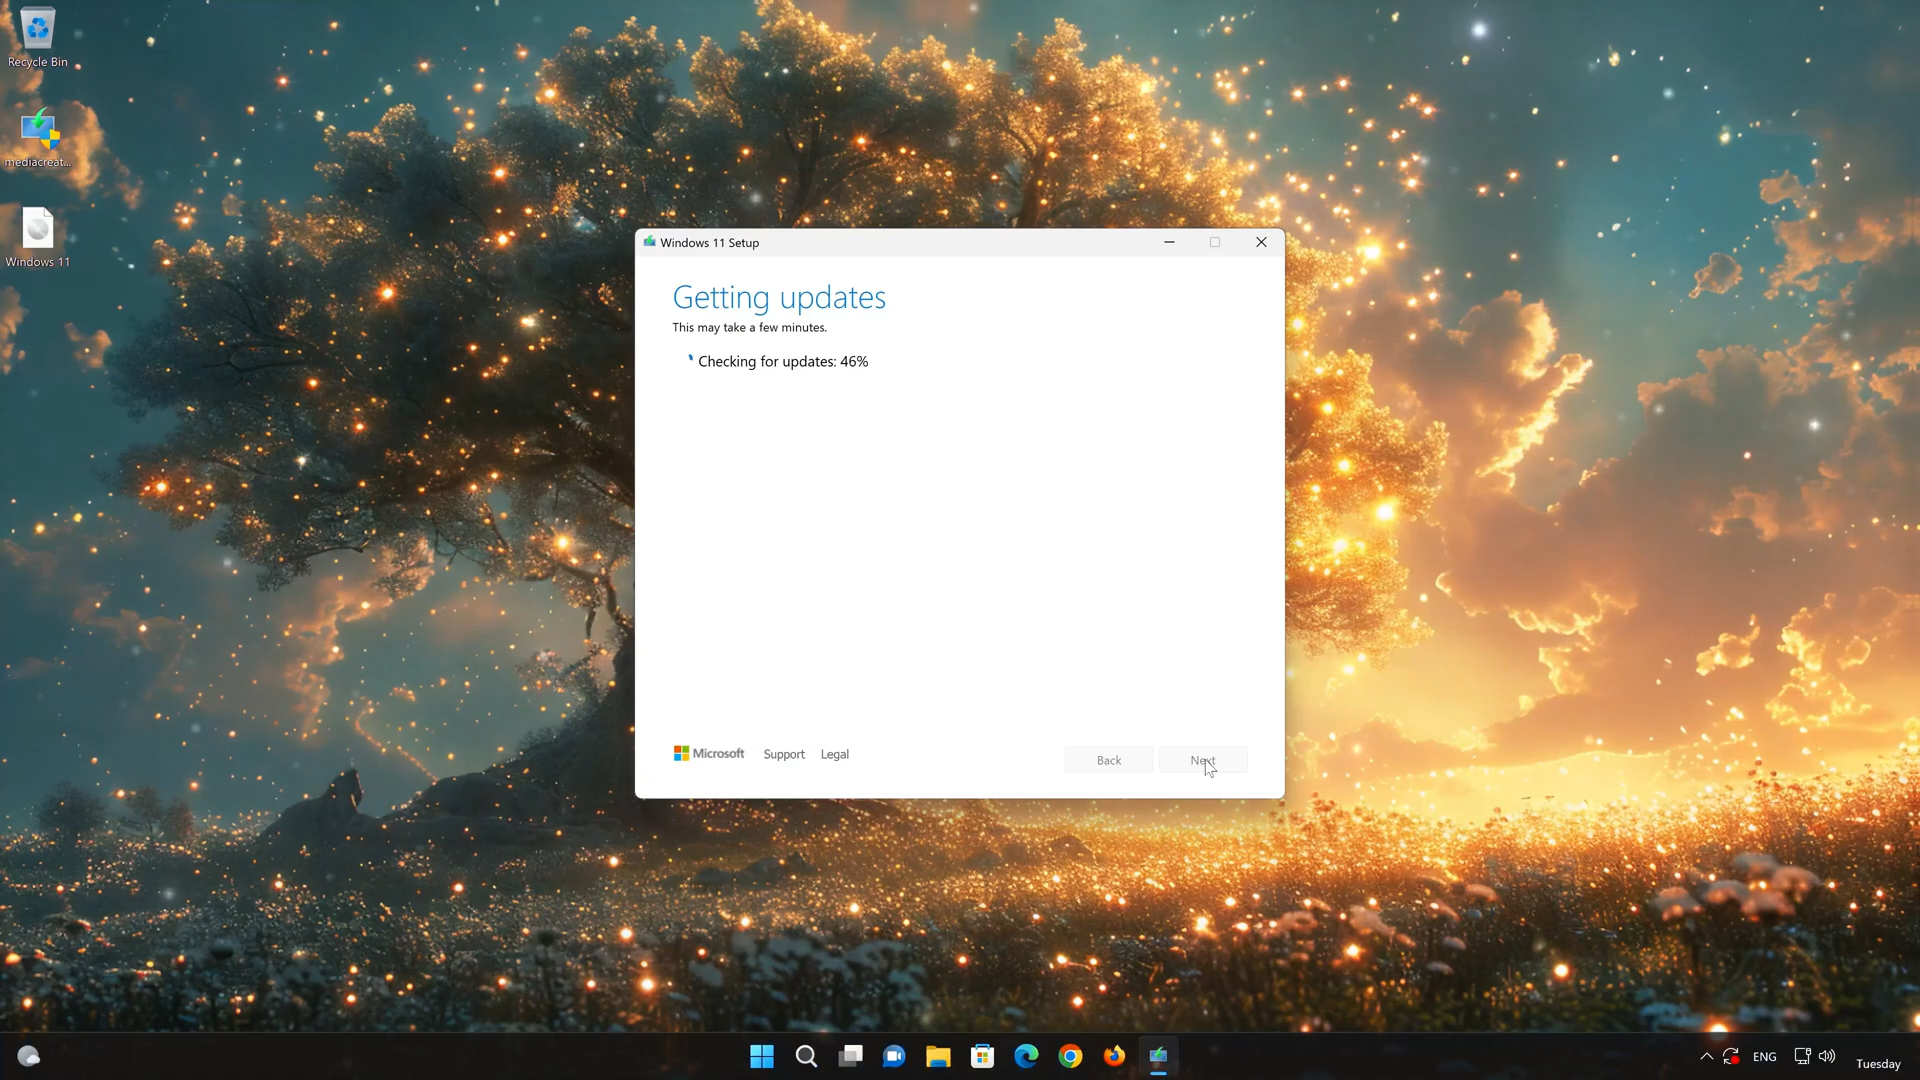 Recycle Bin
mediacreat...
Windows 11
Windows 11 Setup
Getting updates
This may take a few minutes.
Checking for updates: 46%
Microsoft
Support
Legal
Back
Next
ENG
Tuesday